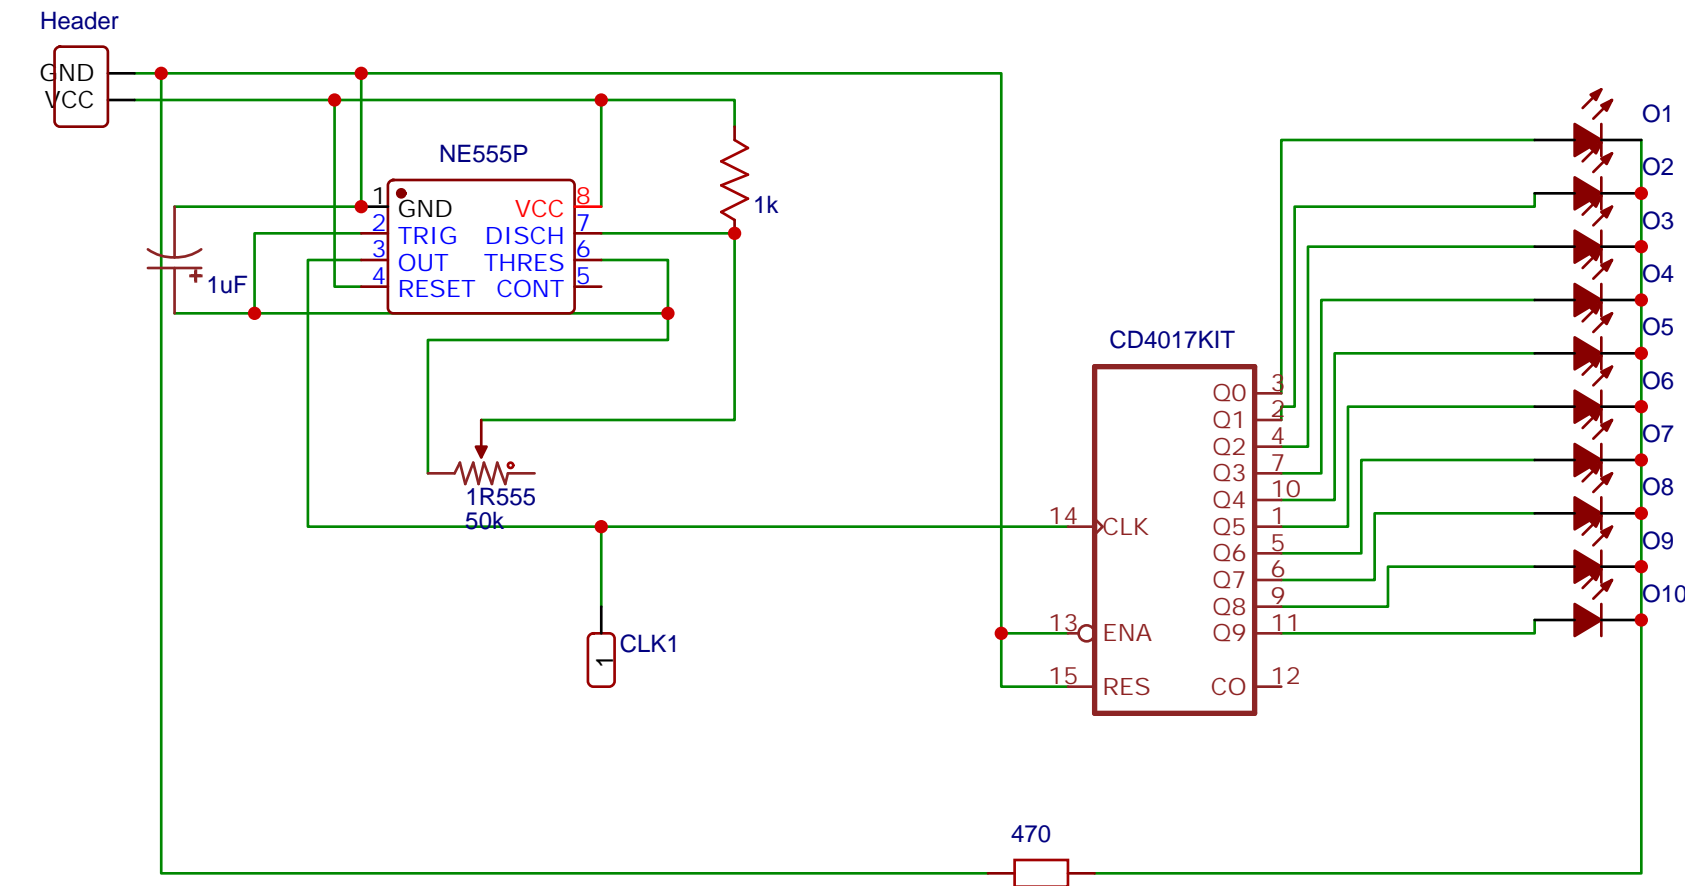 Header
GND
VCC
NE555P
1
GND
2
TRIG
3
OUT
4
RESET
VCC
8
DISCH
7
THRES
6
CONT
5
1k
1uF
1R555
50k
CLK1
1
CD4017KIT
14
CLK
13
ENA
15
RES
Q0
3
Q1
2
Q2
4
Q3
7
Q4
10
Q5
1
Q6
5
Q7
6
Q8
9
Q9
11
CO
12
O1
O2
O3
O4
O5
O6
O7
O8
O9
O10
470